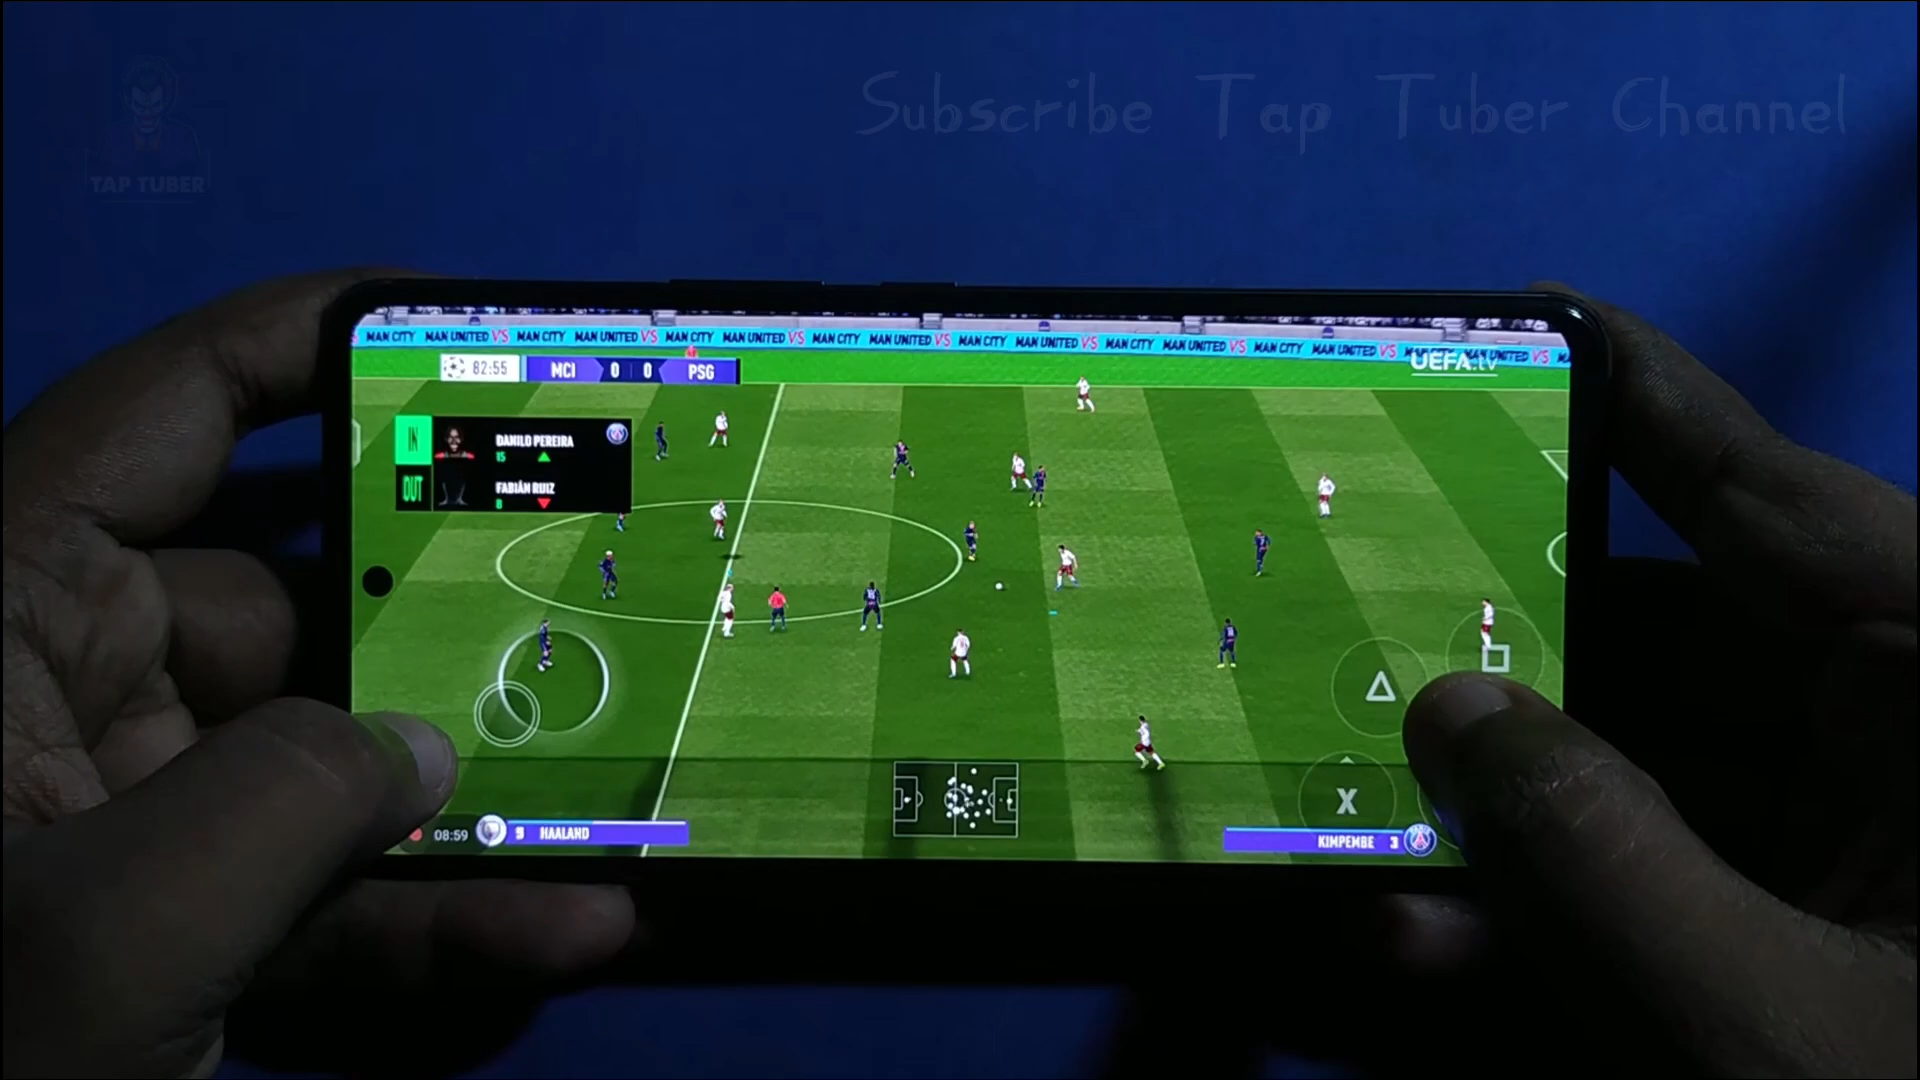 Subscribe Tap Tuber Channel
TAP TUBER
MAN CITY MAN UNITED VS MAN CITY MAN UNITED VS MAN CITY MAN UNITED VS MAN CITY MAN UNITED VS MAN CITY MAN UNITED VS MAN CITY MAN UNITED VS MAN CITY MAN UNITED VS MAN UNITED VS
82:55 MCI 0 0 PSG
UEFA.tv
IN DANILO PEREIRA
15
OUT FABIÁN RUIZ
8
X
08:59 9 HAALAND
KIMPEMBE 3